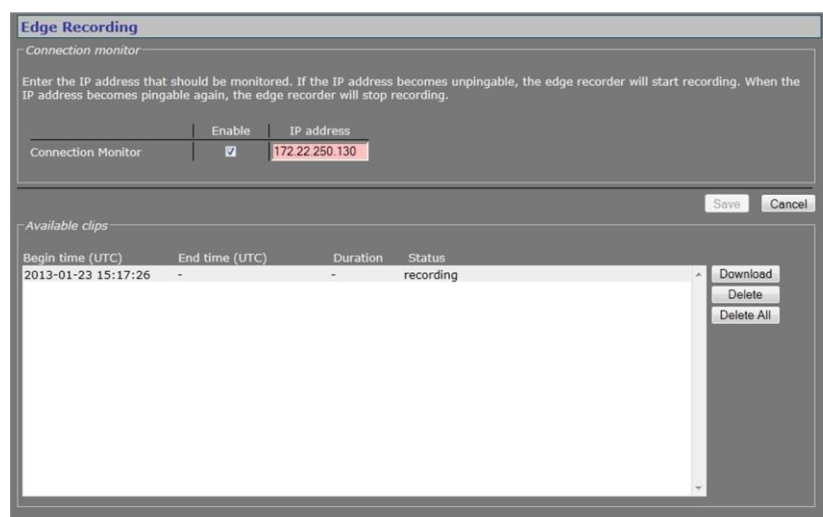 Edge Recording
Connection monitor
Enter the IP address that should be monitored. If the IP address becomes unpingable, the edge recorder will start recording. When the
IP address becomes pingable again, the edge recorder will stop recording.
Enable IP address
Connection Monitor 172.22.250.130
Save Cancel
Available clips
Begin time (UTC) End time (UTC) Duration Status
2013-01-23 15:17:26 - - recording
Download
Delete
Delete All